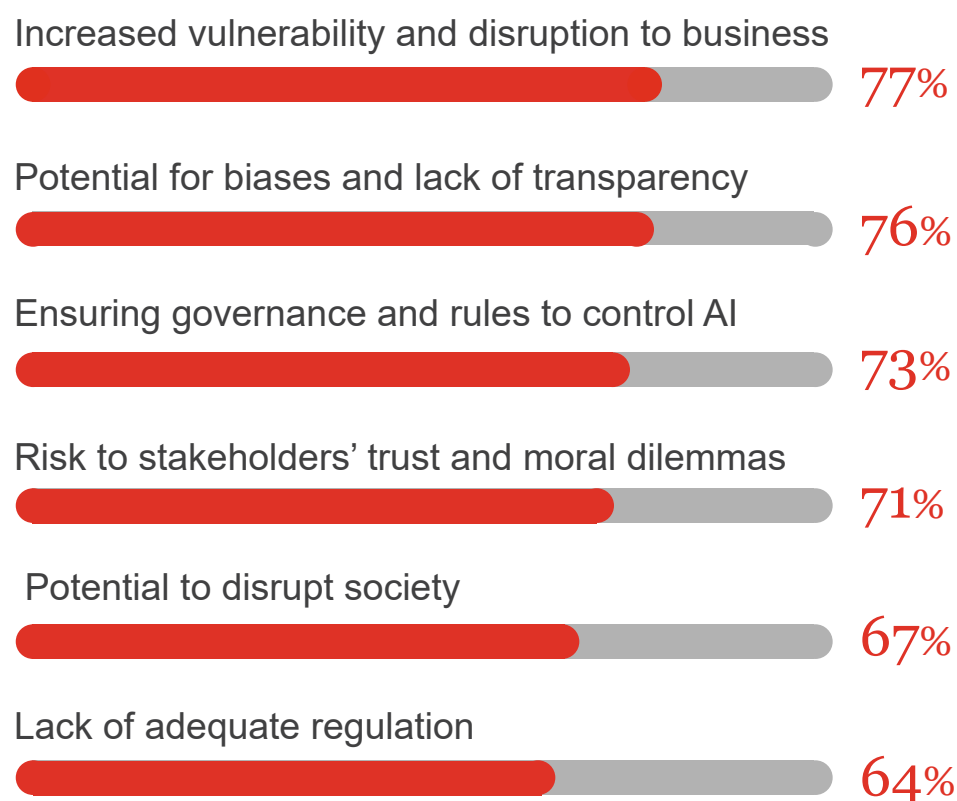 Increased vulnerability and disruption to business
77%
Potential for biases and lack of transparency
76%
Ensuring governance and rules to control AI
73%
Risk to stakeholders’ trust and moral dilemmas
71%
Potential to disrupt society
67%
Lack of adequate regulation
64%